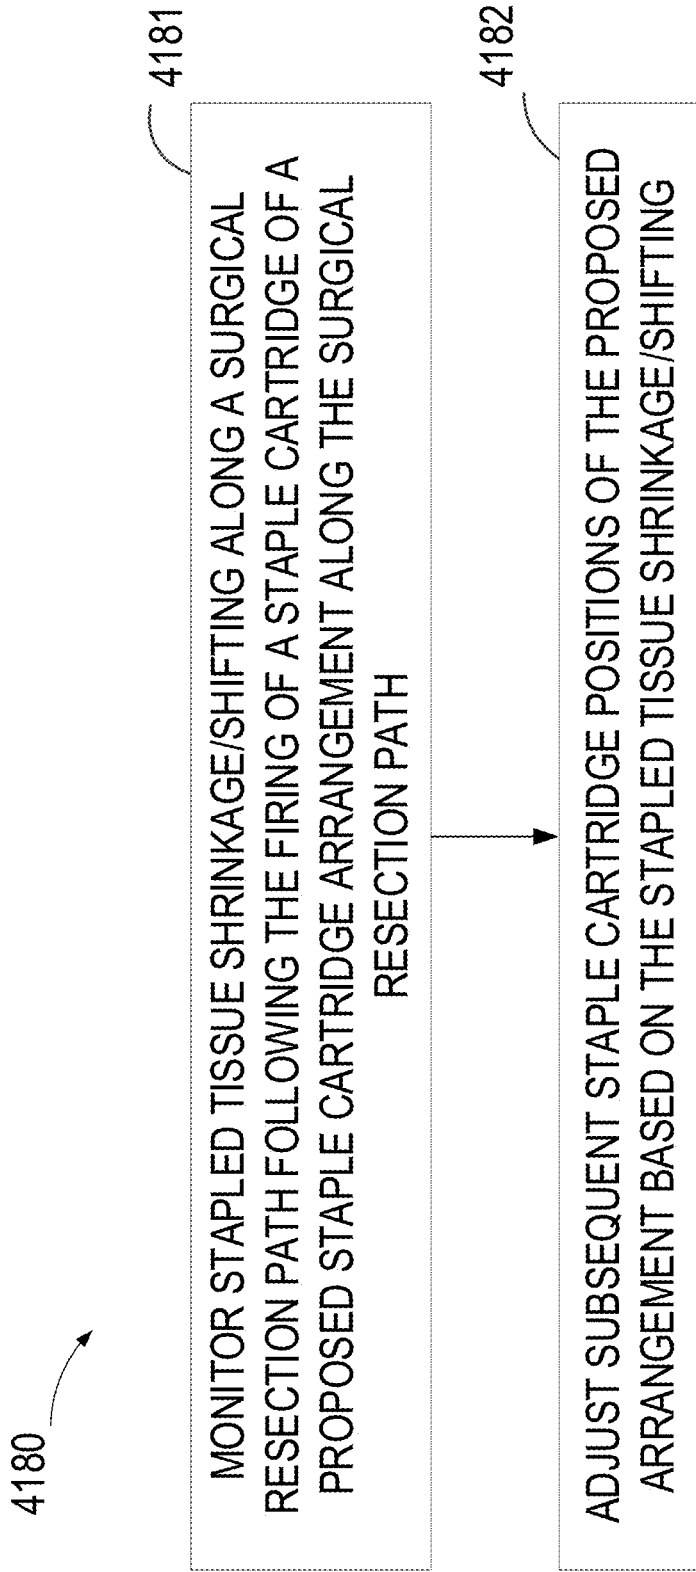 4180
4181
MONITOR STAPLED TISSUE SHRINKAGE/SHIFTING ALONG A SURGICAL
RESECTION PATH FOLLOWING THE FIRING OF A STAPLE CARTRIDGE OF A
PROPOSED STAPLE CARTRIDGE ARRANGEMENT ALONG THE SURGICAL
RESECTION PATH
4182
ADJUST SUBSEQUENT STAPLE CARTRIDGE POSITIONS OF THE PROPOSED
ARRANGEMENT BASED ON THE STAPLED TISSUE SHRINKAGE/SHIFTING